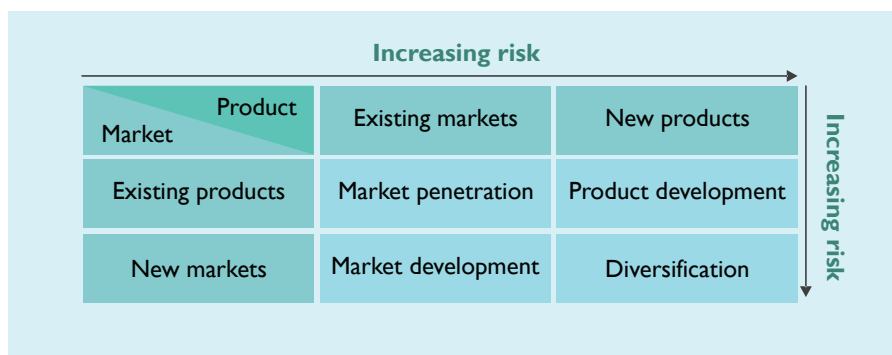 Increasing risk
Product
Market
Existing markets
New products
Existing products
Market penetration
Product development
New markets
Market development
Diversification
Increasing risk